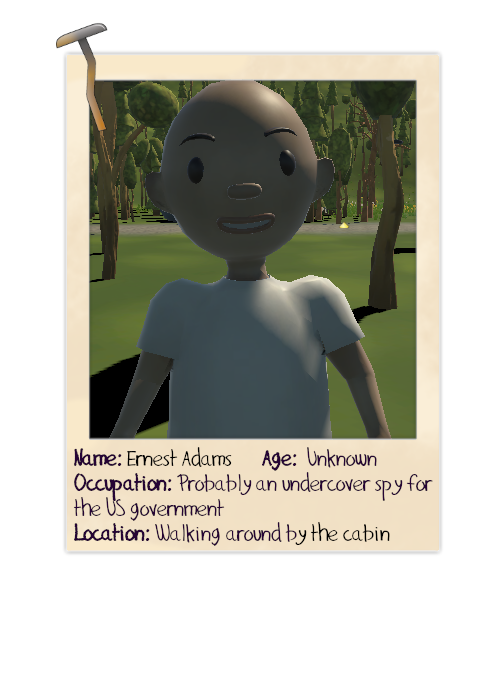 Name: Ernest Adams Age: Unknown
Occupation: Probably an undercover spy for
the US government
Location: Walking around by the cabin